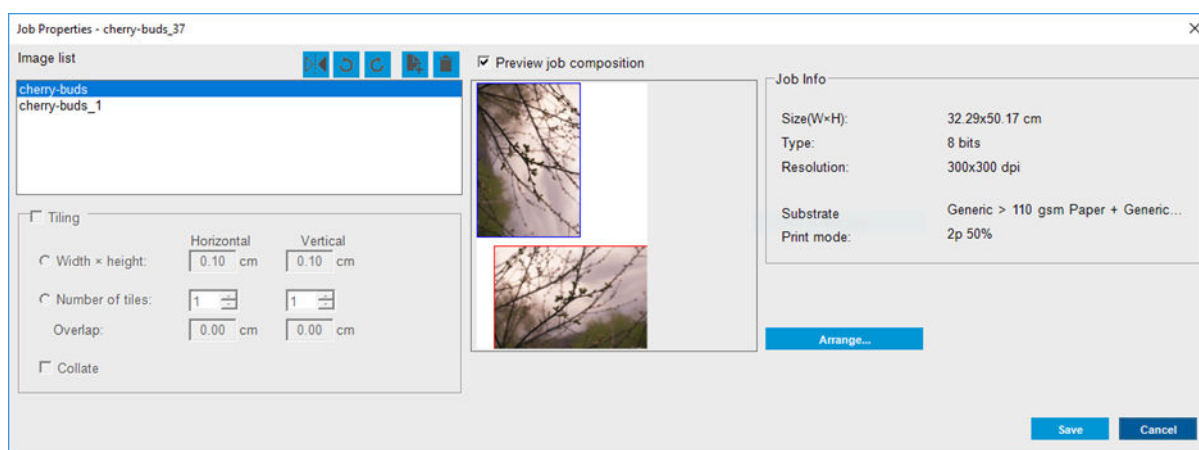 Job Properties - cherry-buds_37
Image list
Preview job composition
cherry-buds
cherry-buds_1
Job Info
Size(W×H): 32.29x50.17 cm
Type: 8 bits
Resolution: 300x300 dpi
Substrate Generic > 110 gsm Paper + Generic...
Print mode: 2p 50%
Tiling
Horizontal Vertical
Width × height: 0.10 cm 0.10 cm
Number of tiles: 1 1
Overlap: 0.00 cm 0.00 cm
Collate
Arrange...
Save Cancel